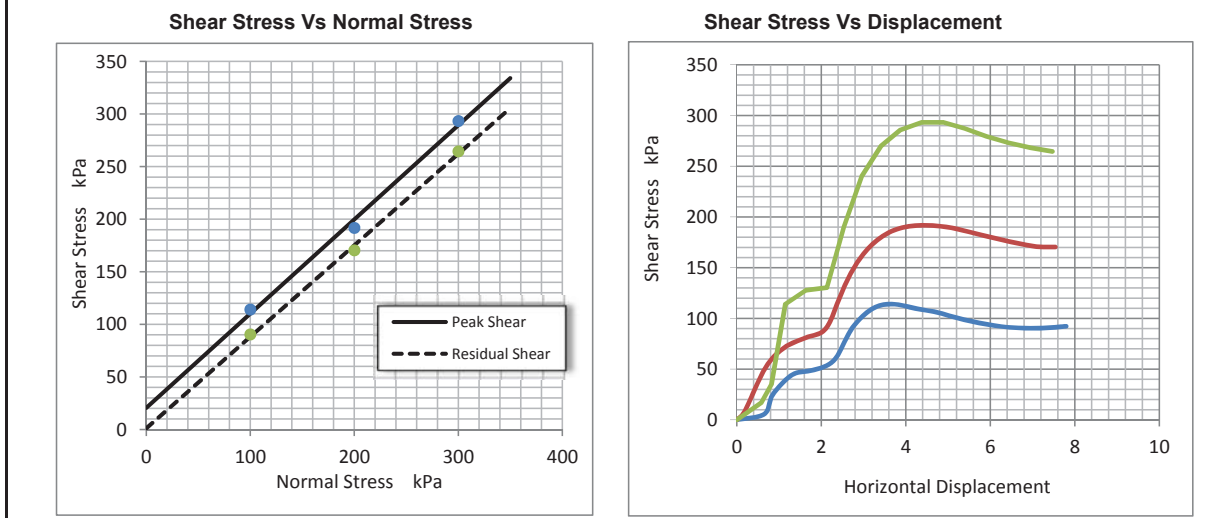 Shear Stress Vs Normal Stress
350
300
250
200
150
100
50
0
Shear Stress kPa
0 100 200 300 400
Normal Stress kPa
Peak Shear
Residual Shear
Shear Stress Vs Displacement
350
300
250
200
150
100
50
0
Shear Stress kPa
0 2 4 6 8 10
Horizontal Displacement